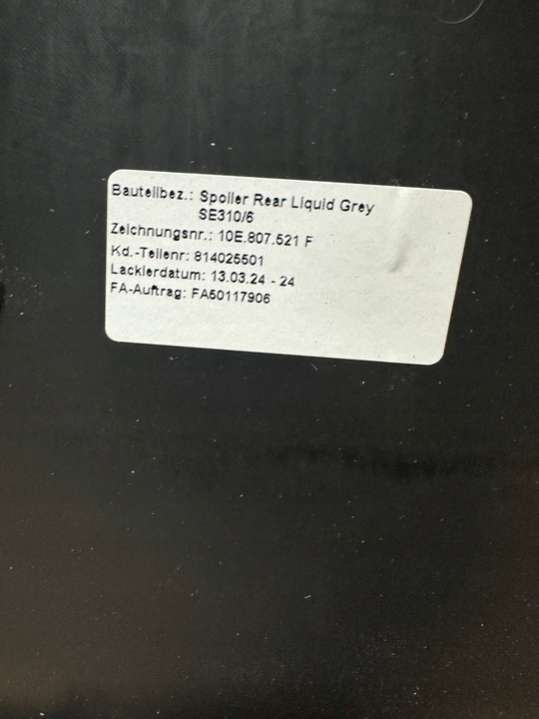 Bauteilbez.: Spoiler Rear Liquid Grey
SE310/6
Zeichnungsnr.: 10E.807.521 F
Kd.-Teilenr: 814025501
Lackierdatum: 13.03.24 - 24
FA-Auftrag: FA50117906